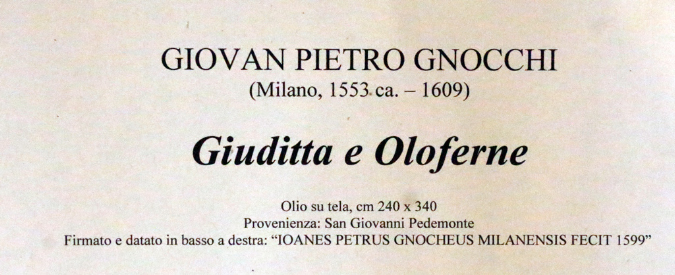 GIOVAN PIETRO GNOCCHI
(Milano, 1553 ca. – 1609)
Giuditta e Oloferne
Olio su tela, cm 240 x 340
Provenienza: San Giovanni Pedemonte
Firmato e datato in basso a destra: “IOANES PETRUS GNOCHEUS MILANENSIS FECIT 1599”